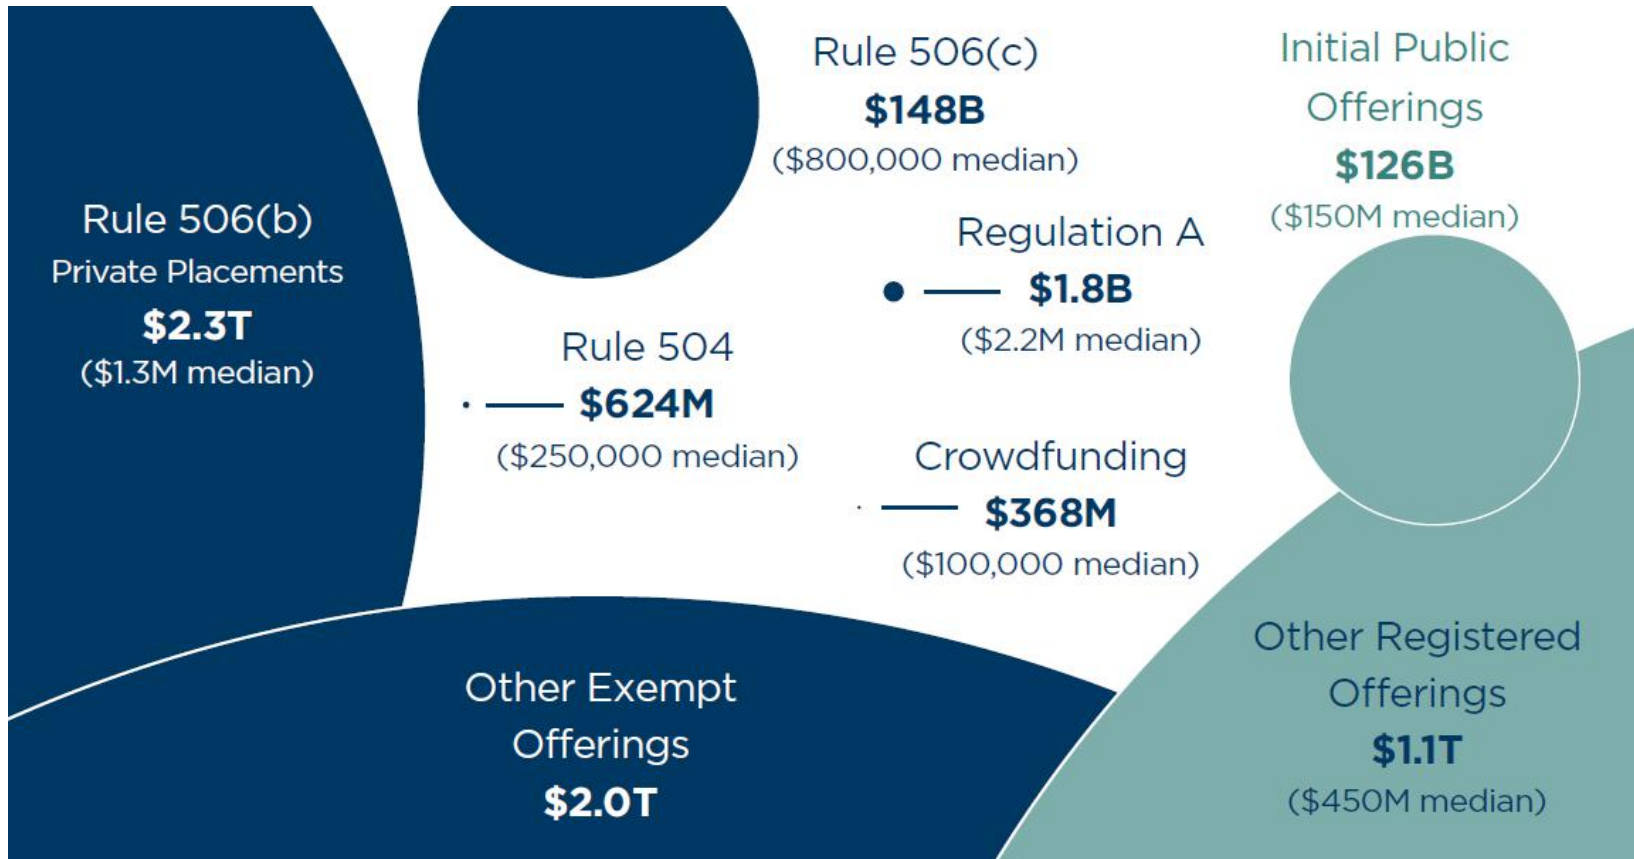 Rule 506(b)
Private Placements
$2.3T
($1.3M median)
Rule 506(c)
$148B
($800,000 median)
Initial Public
Offerings
$126B
($150M median)
Regulation A
$1.8B
($2.2M median)
Rule 504
$624M
($250,000 median)
Crowdfunding
$368M
($100,000 median)
Other Exempt
Offerings
$2.0T
Other Registered
Offerings
$1.1T
($450M median)